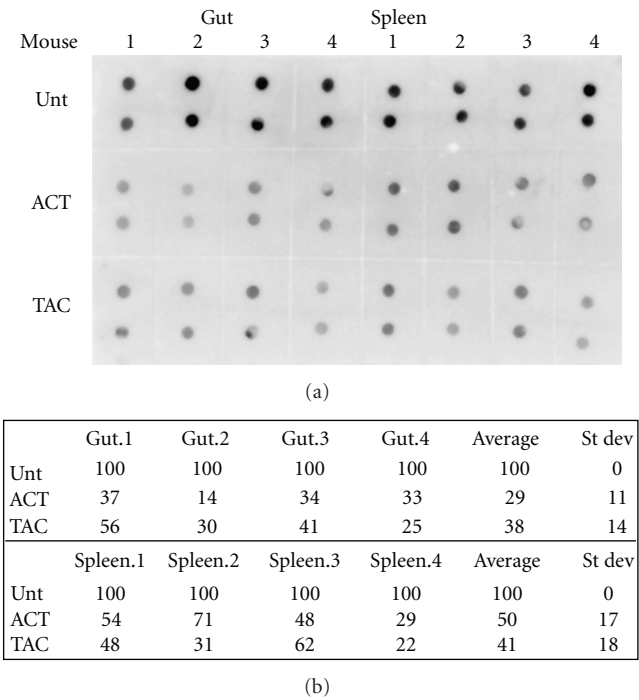 Gut Spleen
Mouse 1 2 3 4 1 2 3 4
Unt
ACT
TAC
(a)
Gut.1 Gut.2 Gut.3 Gut.4 Average St dev
Unt 100 100 100 100 100 0
ACT 37 14 34 33 29 11
TAC 56 30 41 25 38 14
Spleen.1 Spleen.2 Spleen.3 Spleen.4 Average St dev
Unt 100 100 100 100 100 0
ACT 54 71 48 29 50 17
TAC 48 31 62 22 41 18
(b)